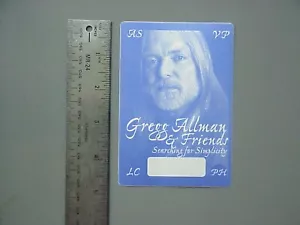 AS VP
Gregg Allman
& Friends
Searching for Simplicity
LC PH